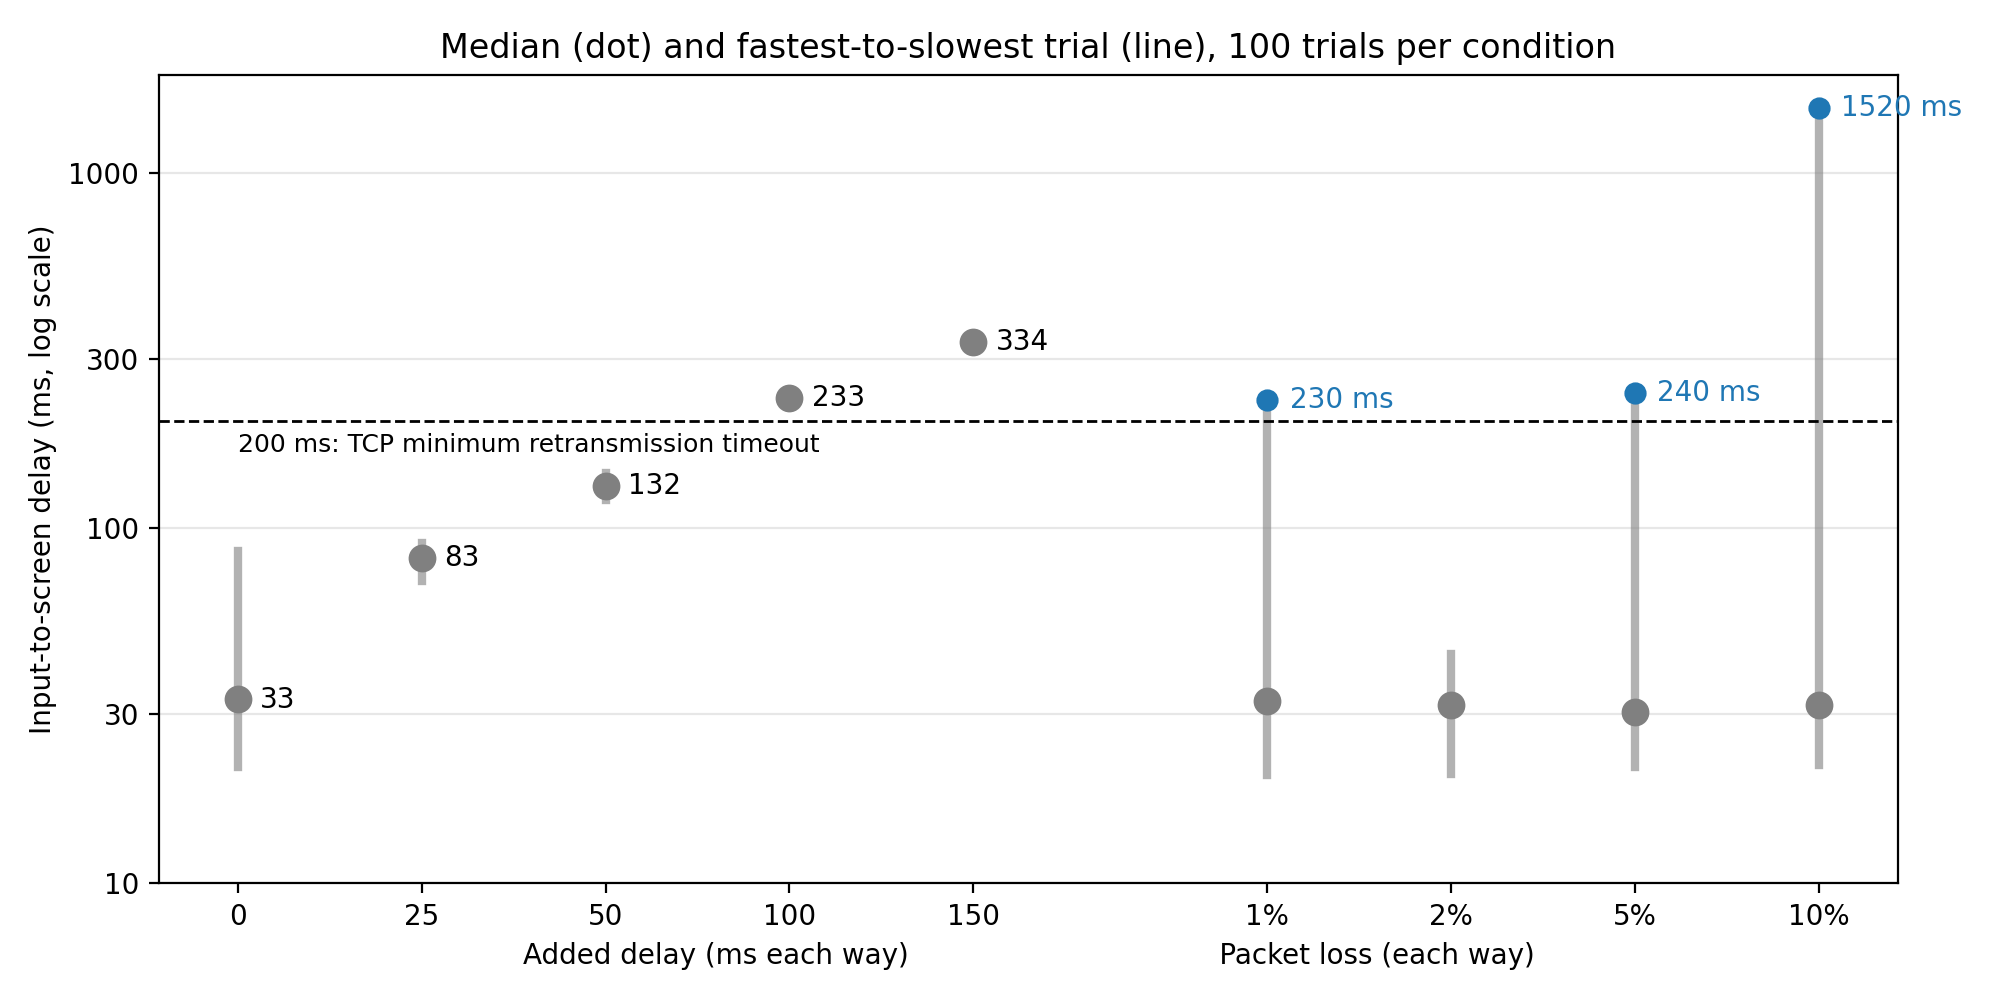 Median (dot) and fastest-to-slowest trial (line), 100 trials per condition
Input-to-screen delay (ms, log scale)
1000
300
100
30
10
1520 ms
334
233
230 ms
240 ms
200 ms: TCP minimum retransmission timeout
132
83
33
0 25 50 100 150 1% 2% 5% 10%
Added delay (ms each way) Packet loss (each way)